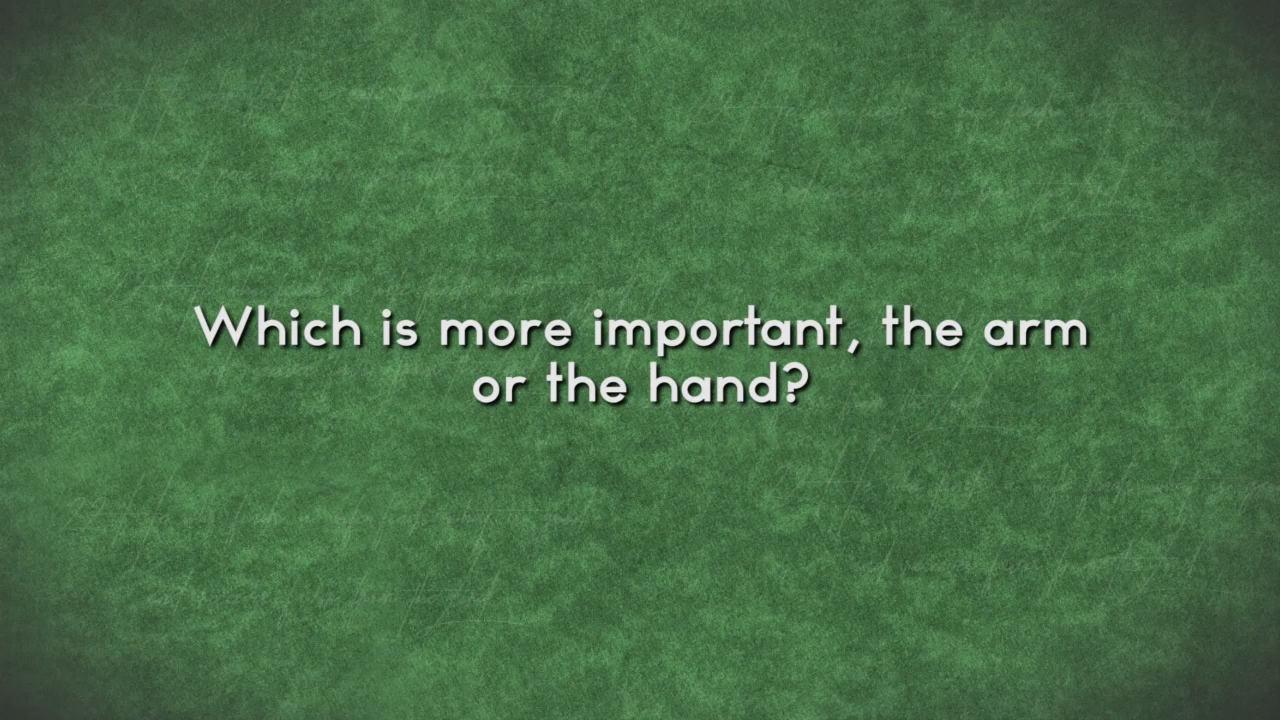 Which is more important, the arm
or the hand?